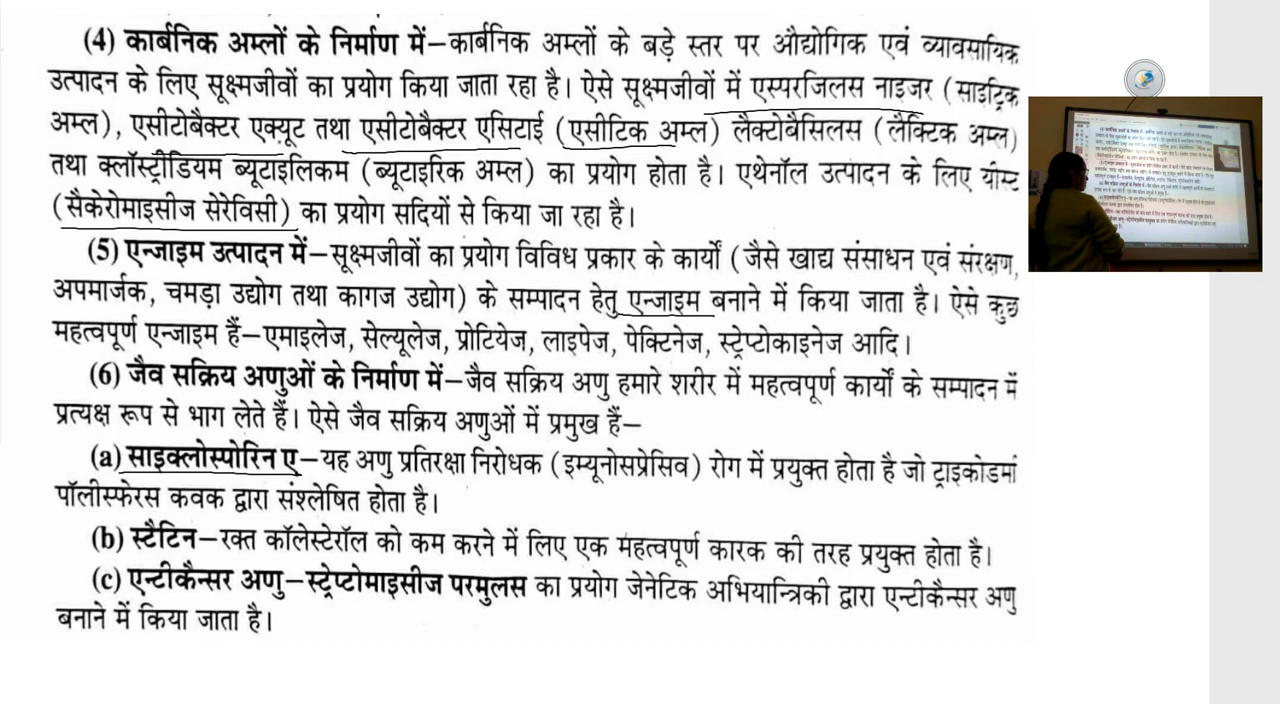 (4) कार्बनिक अम्लों के निर्माण में–कार्बनिक अम्लों के बड़े स्तर पर औद्योगिक एवं व्यावसायिक
उत्पादन के लिए सूक्ष्मजीवों का प्रयोग किया जाता रहा है। ऐसे सूक्ष्मजीवों में एस्परजिलस नाइजर (साइट्रिक
अम्ल), एसीटोबैक्टर एक्यूट तथा एसीटोबैक्टर एसिटाई (एसीटिक अम्ल) लैक्टोबैसिलस (लैक्टिक अम्ल)
तथा क्लॉस्ट्रीडियम ब्यूटाइलिकम (ब्यूटाइरिक अम्ल) का प्रयोग होता है। एथेनॉल उत्पादन के लिए यीस्ट
(सैकेरोमाइसीज सेरेविसी) का प्रयोग सदियों से किया जा रहा है।
(5) एन्जाइम उत्पादन में–सूक्ष्मजीवों का प्रयोग विविध प्रकार के कार्यों (जैसे खाद्य संसाधन एवं संरक्षण,
अपमार्जक, चमड़ा उद्योग तथा कागज उद्योग) के सम्पादन हेतु एन्जाइम बनाने में किया जाता है। ऐसे कुछ
महत्वपूर्ण एन्जाइम हैं–एमाइलेज, सेल्यूलेज, प्रोटियेज, लाइपेज, पेक्टिनेज, स्ट्रेप्टोकाइनेज आदि।
(6) जैव सक्रिय अणुओं के निर्माण में–जैव सक्रिय अणु हमारे शरीर में महत्वपूर्ण कार्यों के सम्पादन में
प्रत्यक्ष रूप से भाग लेते हैं। ऐसे जैव सक्रिय अणुओं में प्रमुख हैं–
(a) साइक्लोस्पोरिन ए–यह अणु प्रतिरक्षा निरोधक (इम्यूनोसप्रेसिव) रोग में प्रयुक्त होता है जो ट्राइकोडर्मा
पॉलीस्फेरस कवक द्वारा संश्लेषित होता है।
(b) स्टैटिन–रक्त कॉलेस्टेरॉल को कम करने में लिए एक महत्वपूर्ण कारक की तरह प्रयुक्त होता है।
(c) एन्टीकैन्सर अणु–स्ट्रेप्टोमाइसीज परमुलस का प्रयोग जेनेटिक अभियान्त्रिकी द्वारा एन्टीकैन्सर अणु
बनाने में किया जाता है।